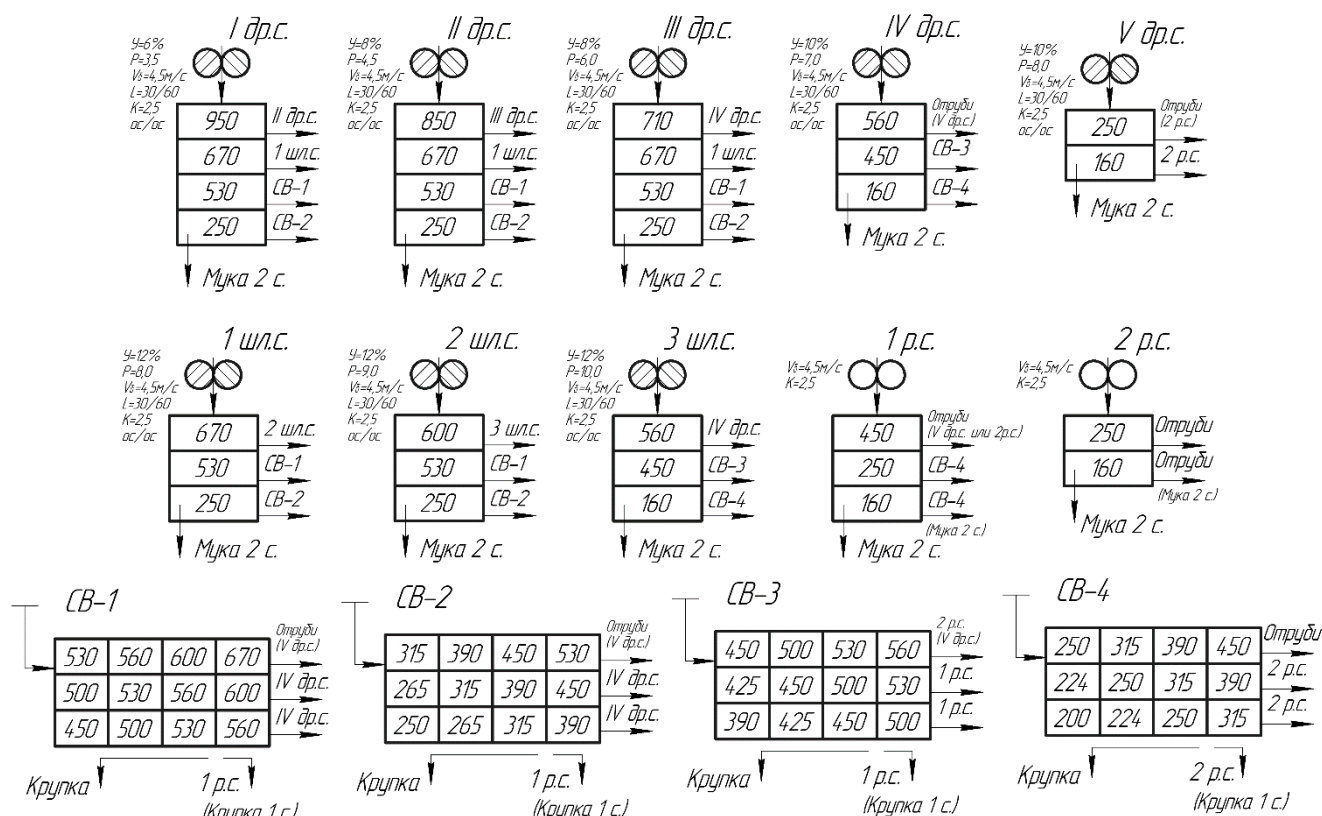 I др.с.
У=6%
Р=3,5
Vб=4,5м/с
L=30/60
К=2,5
ос/ос
950
II др.с.
670
1 шл.с.
530
СВ-1
250
СВ-2
Мука 2 с.
II др.с.
У=8%
Р=4,5
Vб=4,5м/с
L=30/60
К=2,5
ос/ос
850
III др.с.
670
1 шл.с.
530
СВ-1
250
СВ-2
Мука 2 с.
III др.с.
У=8%
Р=6,0
Vб=4,5м/с
L=30/60
К=2,5
ос/ос
710
IV др.с.
670
1 шл.с.
530
СВ-1
250
СВ-2
Мука 2 с.
IV др.с.
У=10%
Р=7,0
Vб=4,5м/с
L=30/60
К=2,5
ос/ос
560
Отруби
(V др.с.)
450
СВ-3
160
СВ-4
Мука 2 с.
V др.с.
У=10%
Р=8,0
Vб=4,5м/с
L=30/60
К=2,5
ос/ос
250
Отруби
(2 р.с.)
160
2 р.с.
Мука 2 с.
1 шл.с.
У=12%
Р=8,0
Vб=4,5м/с
L=30/60
К=2,5
ос/ос
670
2 шл.с.
530
СВ-1
250
СВ-2
Мука 2 с.
2 шл.с.
У=12%
Р=9,0
Vб=4,5м/с
L=30/60
К=2,5
ос/ос
600
3 шл.с.
530
СВ-1
250
СВ-2
Мука 2 с.
3 шл.с.
У=12%
Р=10,0
Vб=4,5м/с
L=30/60
К=2,5
ос/ос
560
IV др.с.
450
СВ-3
160
СВ-4
Мука 2 с.
1 р.с.
Vб=4,5м/с
К=2,5
450
Отруби
(V др.с. или 2р.с.)
250
СВ-4
160
СВ-4
(Мука 2 с.)
Мука 2 с.
2 р.с.
Vб=4,5м/с
К=2,5
250
Отруби
160
Отруби
(Мука 2 с.)
Мука 2 с.
СВ-1
530 560 600 670
Отруби
(V др.с.)
500 530 560 600
IV др.с.
450 500 530 560
IV др.с.
Крупка
1 р.с.
(Крупка 1 с.)
СВ-2
315 390 450 530
Отруби
(V др.с.)
265 315 390 450
IV др.с.
250 265 315 390
IV др.с.
Крупка
1 р.с.
(Крупка 1 с.)
СВ-3
450 500 530 560
2 р.с.
(V др.с.)
425 450 500 530
1 р.с.
390 425 450 500
1 р.с.
Крупка
1 р.с.
(Крупка 1 с.)
СВ-4
250 315 390 450
Отруби
224 250 315 390
2 р.с.
200 224 250 315
2 р.с.
Крупка
2 р.с.
(Крупка 1 с.)